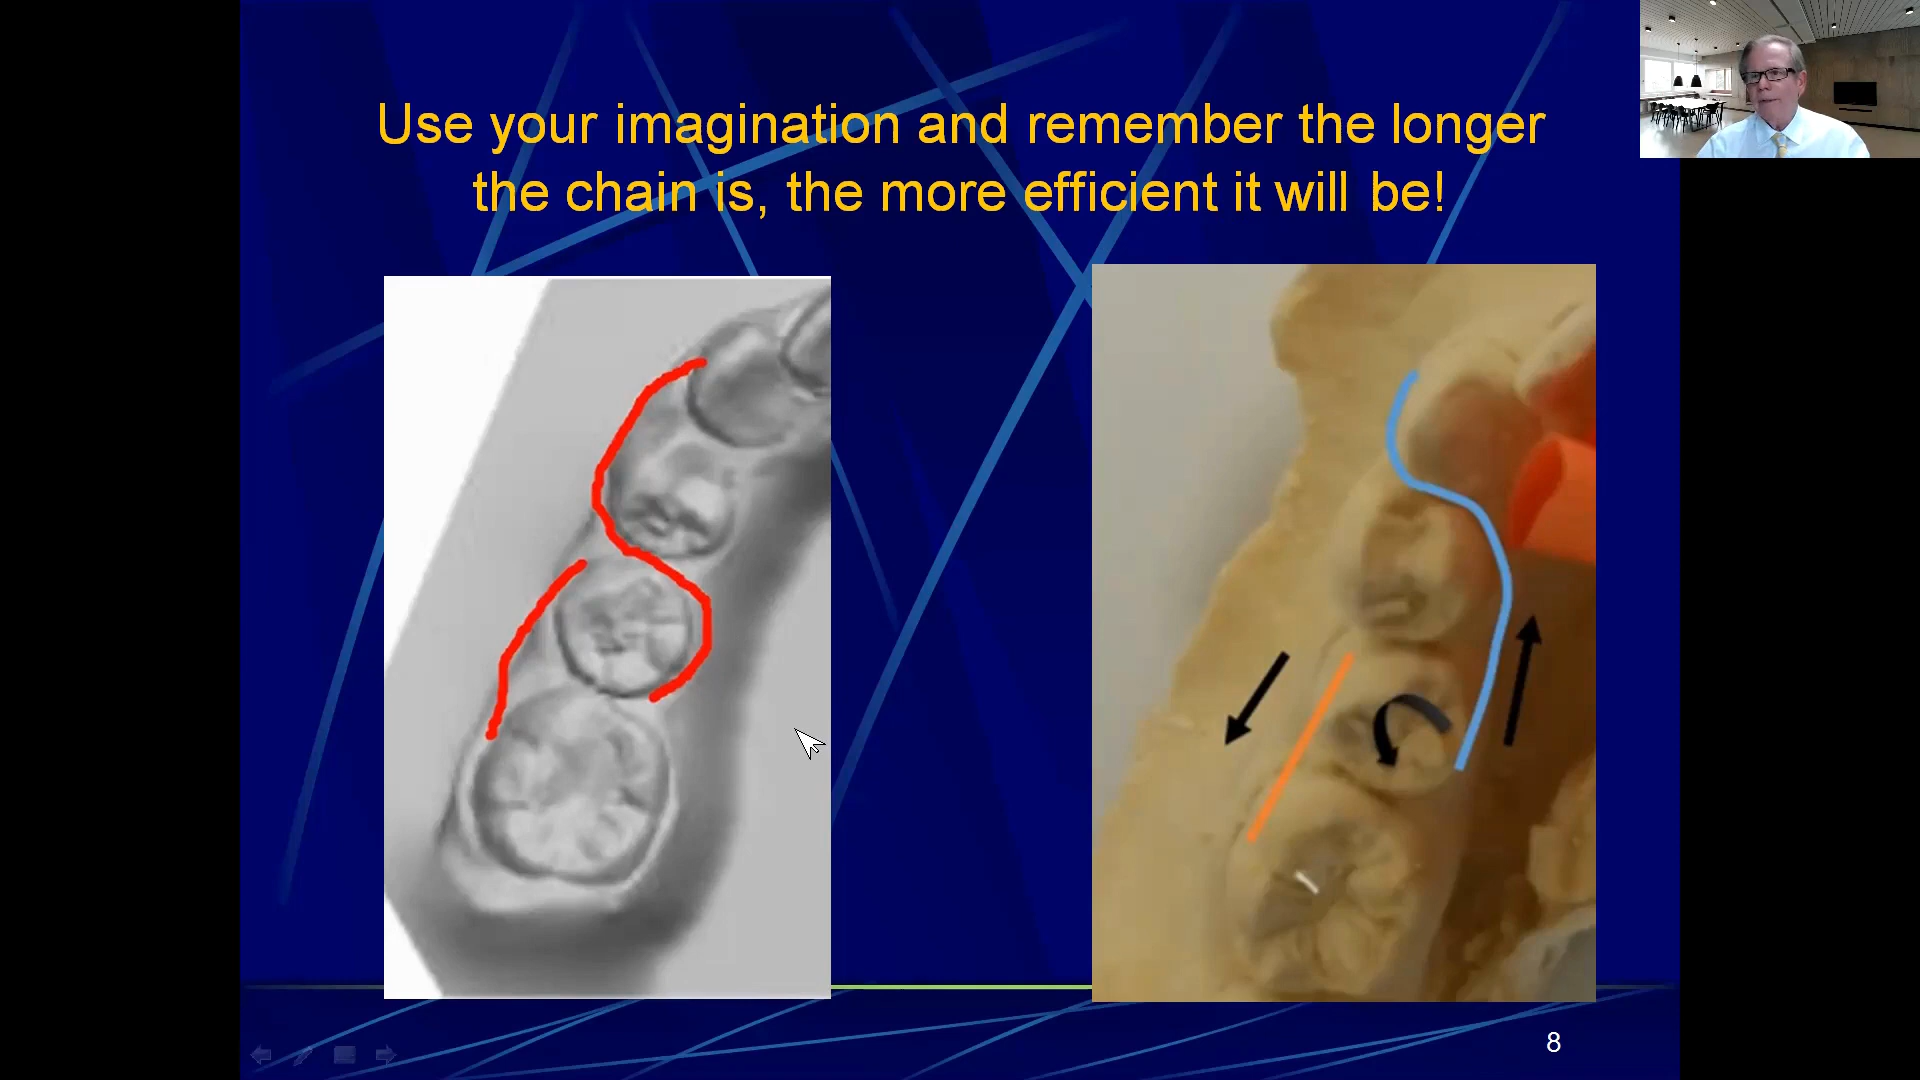 Use your imagination and remember the longer
the chain is, the more efficient it will be!
8